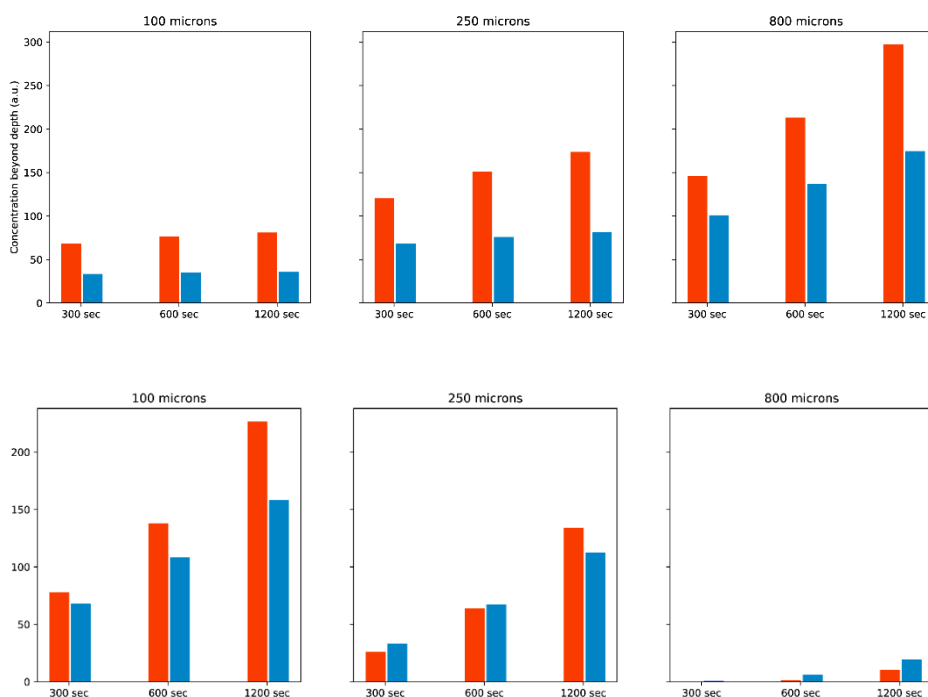 100 microns
250 microns
800 microns
Concentration beyond depth (a.u.)
300
250
200
150
100
50
0
300 sec
600 sec
1200 sec
300 sec
600 sec
1200 sec
300 sec
600 sec
1200 sec
100 microns
250 microns
800 microns
200
150
100
50
0
300 sec
600 sec
1200 sec
300 sec
600 sec
1200 sec
300 sec
600 sec
1200 sec